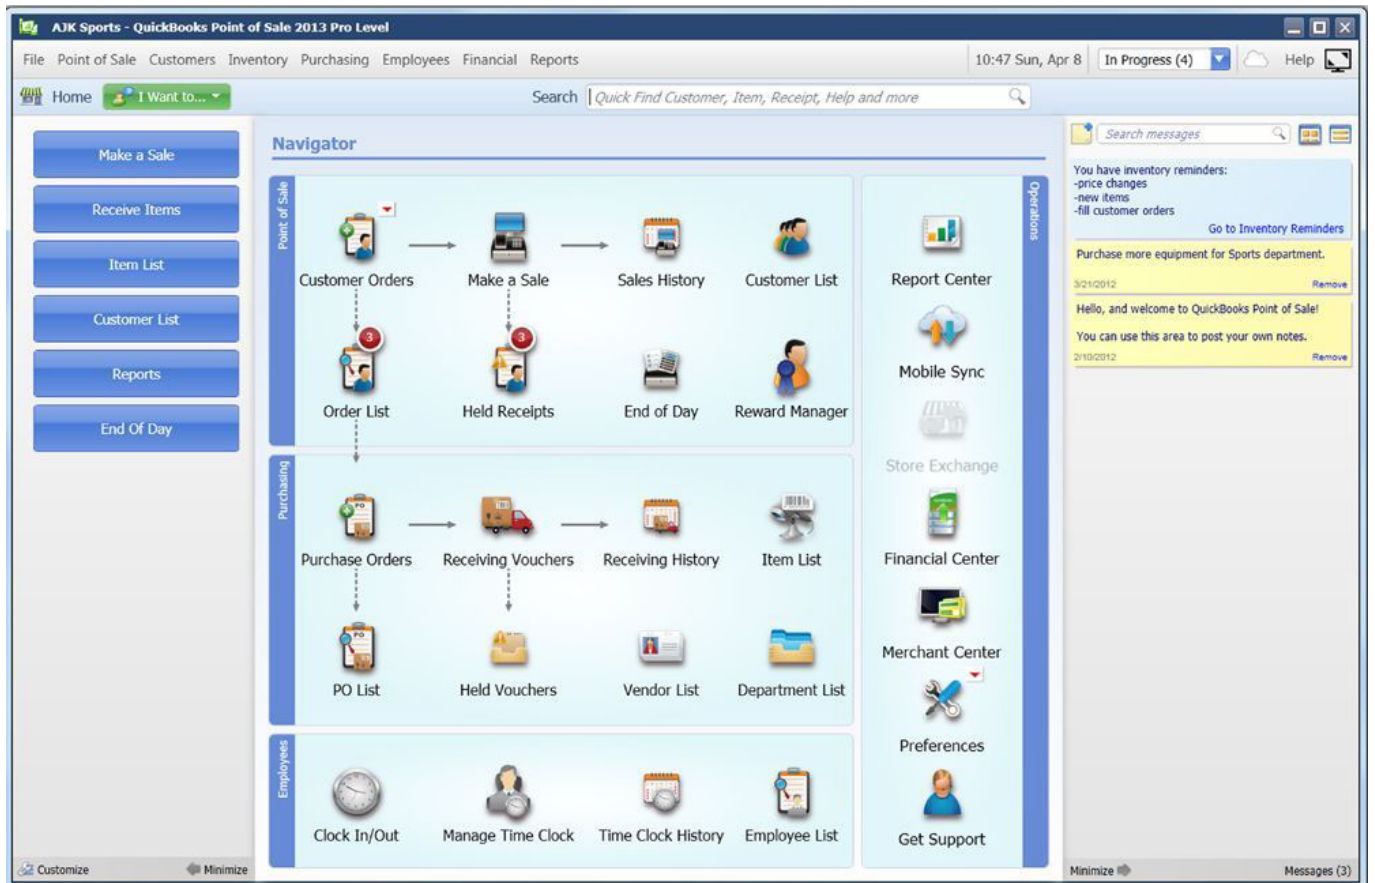 AJK Sports - QuickBooks Point of Sale 2013 Pro Level
File Point of Sale Customers Inventory Purchasing Employees Financial Reports
10:47 Sun, Apr 8 In Progress (4) Help
Home I Want to...
Search Quick Find Customer, Item, Receipt, Help and more
Make a Sale
Receive Items
Item List
Customer List
Reports
End Of Day
Customize Minimize
Navigator
Point of Sale
Customer Orders Make a Sale Sales History Customer List
3 3
Order List Held Receipts End of Day Reward Manager
Purchasing
PO
Purchase Orders Receiving Vouchers Receiving History Item List
PO
PO List Held Vouchers Vendor List Department List
Employees
Clock In/Out Manage Time Clock Time Clock History Employee List
Operations
Report Center
Mobile Sync
Store Exchange
Financial Center
Merchant Center
Preferences
Get Support
Search messages
You have inventory reminders:
-price changes
-new items
-fill customer orders
Go to Inventory Reminders
Purchase more equipment for Sports department.
3/21/2012 Remove
Hello, and welcome to QuickBooks Point of Sale!
You can use this area to post your own notes.
2/10/2012 Remove
Minimize Messages (3)